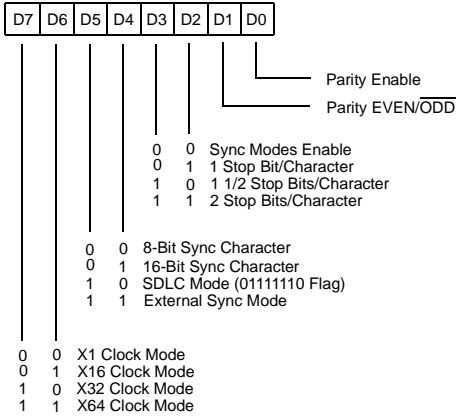 D7 D6 D5 D4 D3 D2 D1 D0
Parity Enable
Parity EVEN/ODD
0 0 Sync Modes Enable
0 1 1 Stop Bit/Character
1 0 1 1/2 Stop Bits/Character
1 1 2 Stop Bits/Character
0 0 8-Bit Sync Character
0 1 16-Bit Sync Character
1 0 SDLC Mode (01111110 Flag)
1 1 External Sync Mode
0 0 X1 Clock Mode
0 1 X16 Clock Mode
1 0 X32 Clock Mode
1 1 X64 Clock Mode